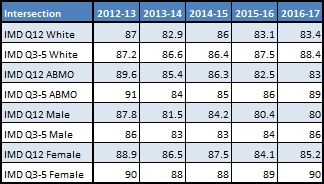 Intersection 2012-13 2013-14 2014-15 2015-16 2016-17
IMD Q12 White 87 82.9 86 83.1 83.4
IMD Q3-5 White 87.2 86.6 86.4 87.5 88.4
IMD Q12 ABMO 89.6 85.4 86.3 82.5 83
IMD Q3-5 ABMO 91 84 85 86 89
IMD Q12 Male 87.8 81.5 84.2 80.4 80
IMD Q3-5 Male 86 83 83 84 86
IMD Q12 Female 88.9 86.5 87.5 84.1 85.2
IMD Q3-5 Female 90 88 88 89 90